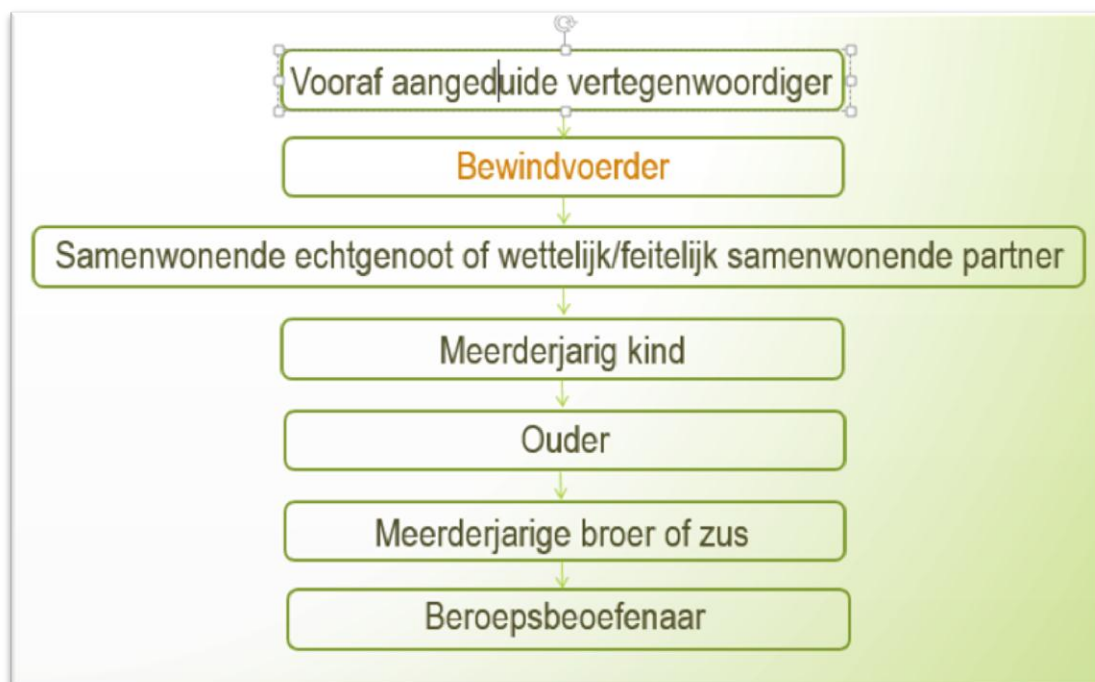 Vooraf aangeduide vertegenwoordiger
Bewindvoerder
Samenwonende echtgenoot of wettelijk/feitelijk samenwonende partner
Meerderjarig kind
Ouder
Meerderjarige broer of zus
Beroepsbeoefenaar